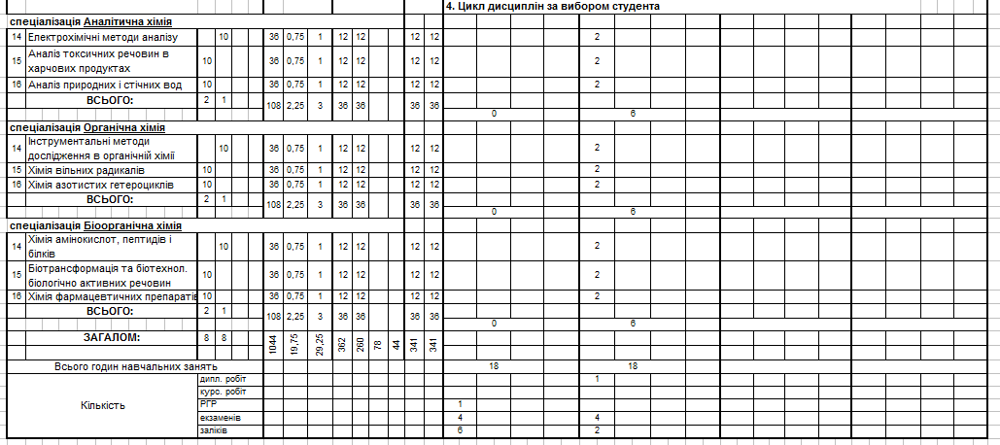 4. Цикл дисциплін за вибором студента
спеціалізація Аналітична хімія
14 Електрохімічні методи аналізу 10 36 0,75 1 12 12 12 12 2
15 Аналіз токсичних речовин в
харчових продуктах 10 36 0,75 1 12 12 12 12 2
16 Аналіз природних і стічних вод 10 36 0,75 1 12 12 12 12 2
ВСЬОГО: 2 1 108 2,25 3 36 36 36 36
0 6
спеціалізація Органічна хімія
14 Інструментальні методи
дослідження в органічній хімії 10 36 0,75 1 12 12 12 12 2
15 Хімія вільних радикалів 10 36 0,75 1 12 12 12 12 2
16 Хімія азотистих гетероциклів 10 36 0,75 1 12 12 12 12 2
ВСЬОГО: 2 1 108 2,25 3 36 36 36 36
0 6
спеціалізація Біоорганічна хімія
14 Хімія амінокислот, пептидів і
білків 10 36 0,75 1 12 12 12 12 2
15 Біотрансформація та біотехнол.
біологічно активних речовин 10 36 0,75 1 12 12 12 12 2
16 Хімія фармацевтичних препаратів 10 36 0,75 1 12 12 12 12 2
ВСЬОГО: 2 1 108 2,25 3 36 36 36 36
0 6
ЗАГАЛОМ: 8 8 1044 19,75 29,25 362 260 78 44 341 341
Всього годин навчальних занять 18 18
Кількість
дипл. робіт 1
курс. робіт
РГР 1
екзаменів 4 4
заліків 6 2